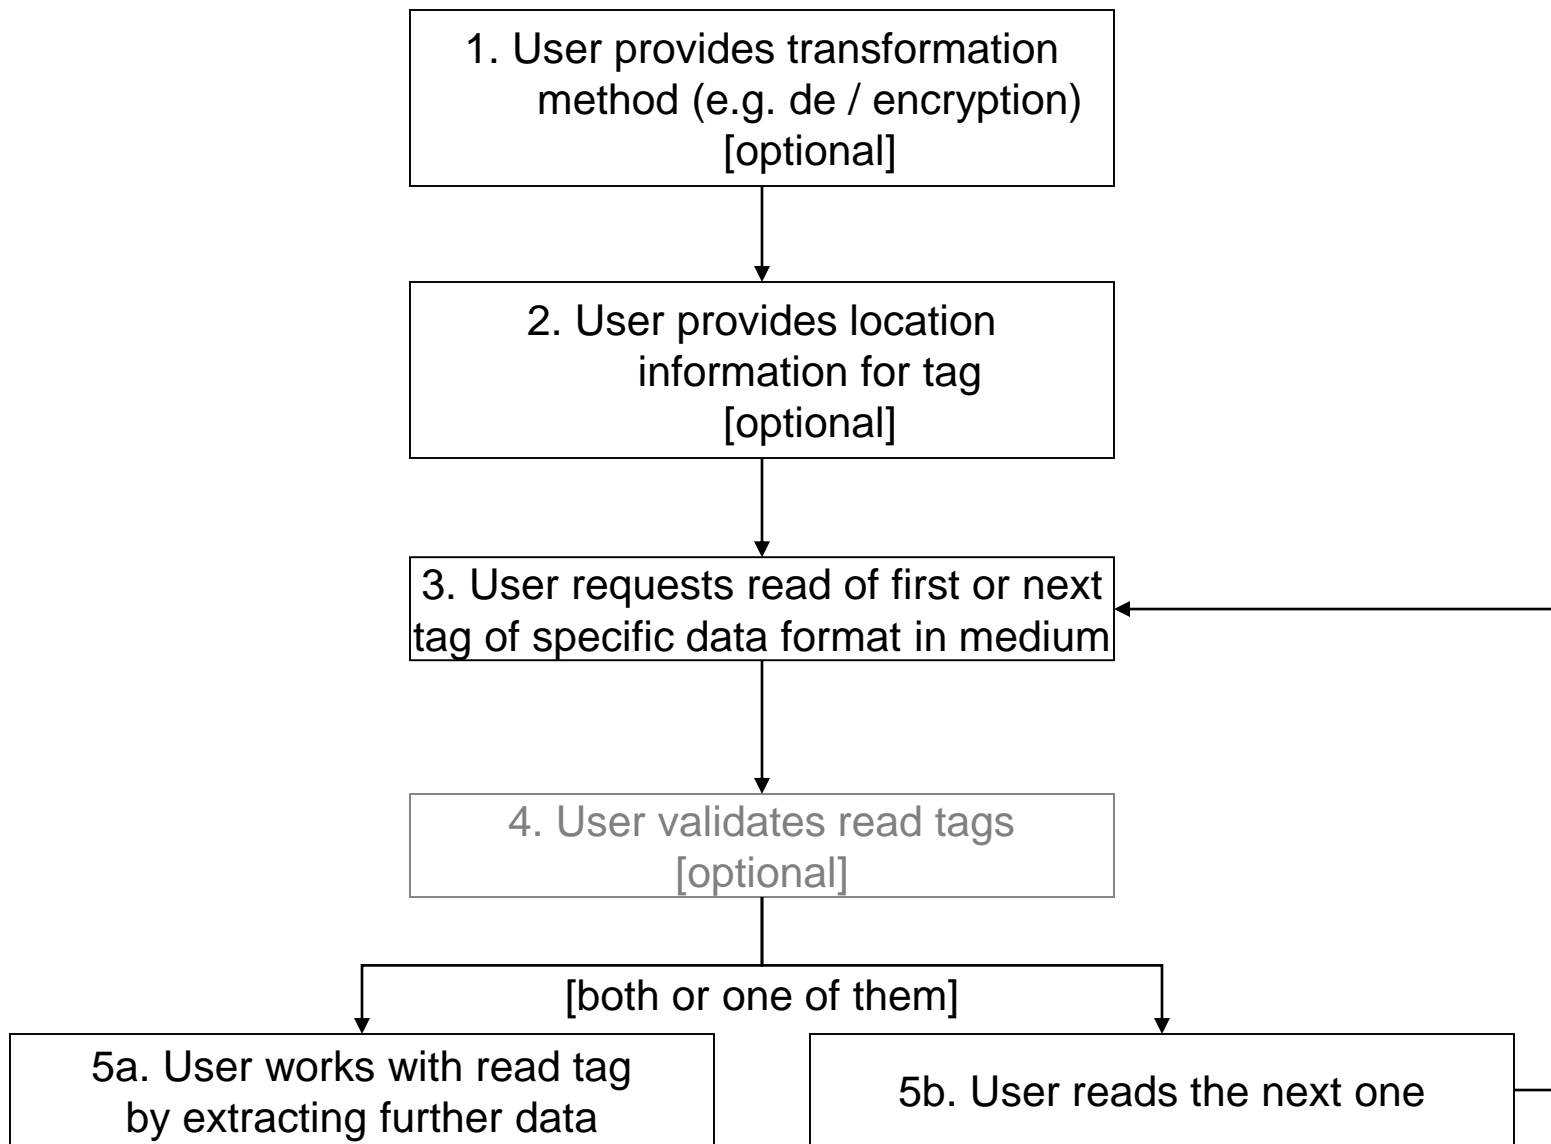 1. User provides transformation
method (e.g. de / encryption)
[optional]
2. User provides location
information for tag
[optional]
3. User requests read of first or next
tag of specific data format in medium
4. User validates read tags
[optional]
[both or one of them]
5a. User works with read tag
by extracting further data
5b. User reads the next one